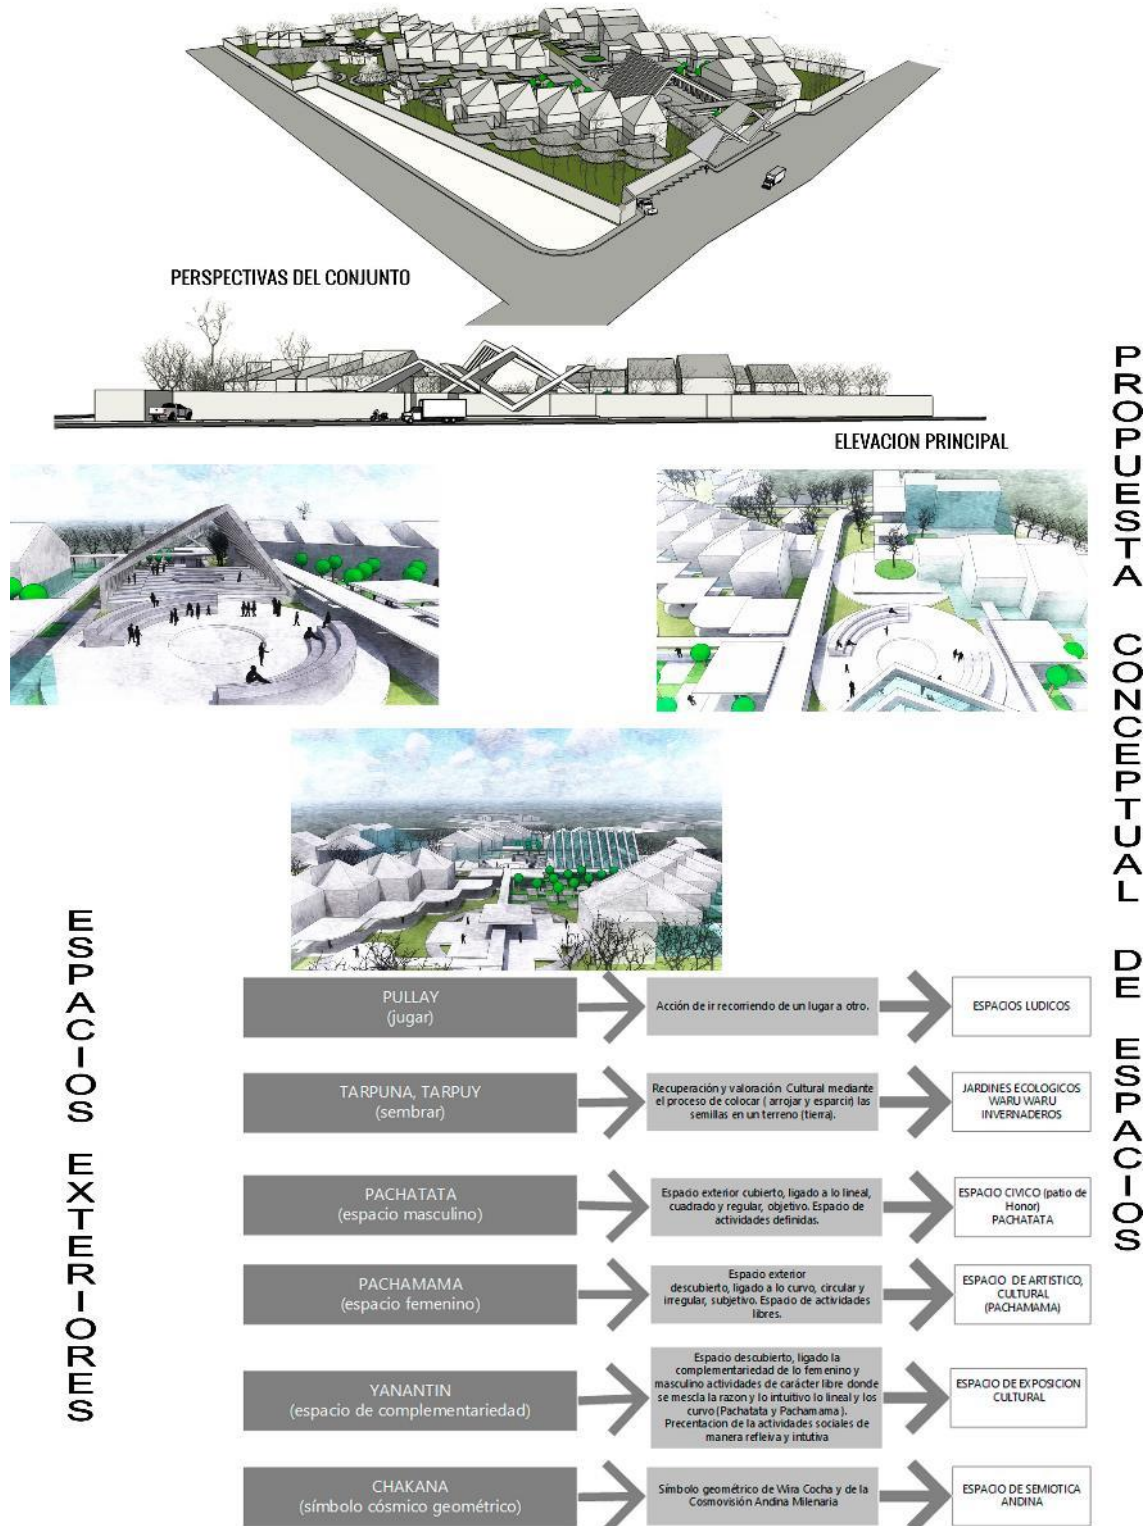 PERSPECTIVAS DEL CONJUNTO
ELEVACION PRINCIPAL
PROPUESTA CONCEPTUAL DE ESPACIOS
ESPACIOS EXTERIORES
PULLAY
(jugar)
Acción de ir recorriendo de un lugar a otro.
ESPACIOS LUDICOS
TARPUNA, TARPUY
(sembrar)
Recuperación y valoración Cultural mediante
el proceso de colocar ( arrojar y esparcir) las
semillas en un terreno (tierra).
JARDINES ECOLOGICOS
WARU WARU
INVERNADEROS
PACHATATA
(espacio masculino)
Espacio exterior cubierto, ligado a lo lineal,
cuadrado y regular, objetivo. Espacio de
actividades definidas.
ESPACIO CIVICO (patio de
Honor)
PACHATATA
PACHAMAMA
(espacio femenino)
Espacio exterior
descubierto, ligado a lo curvo, circular y
irregular, subjetivo. Espacio de actividades
libres.
ESPACIO DE ARTISTICO,
CULTURAL
(PACHAMAMA)
YANANTIN
(espacio de complementariedad)
Espacio descubierto, ligado la
complementariedad de lo femenino y
masculino actividades de carácter libre donde
se mescla la razon y lo intuitivo lo lineal y los
curvo (Pachatata y Pachamama ).
Precentacion de la actividades sociales de
manera refleiva y intutiva
ESPACIO DE EXPOSICION
CULTURAL
CHAKANA
(símbolo cósmico geométrico)
Símbolo geométrico de Wira Cocha y de la
Cosmovisión Andina Milenaria
ESPACIO DE SEMIOTICA
ANDINA